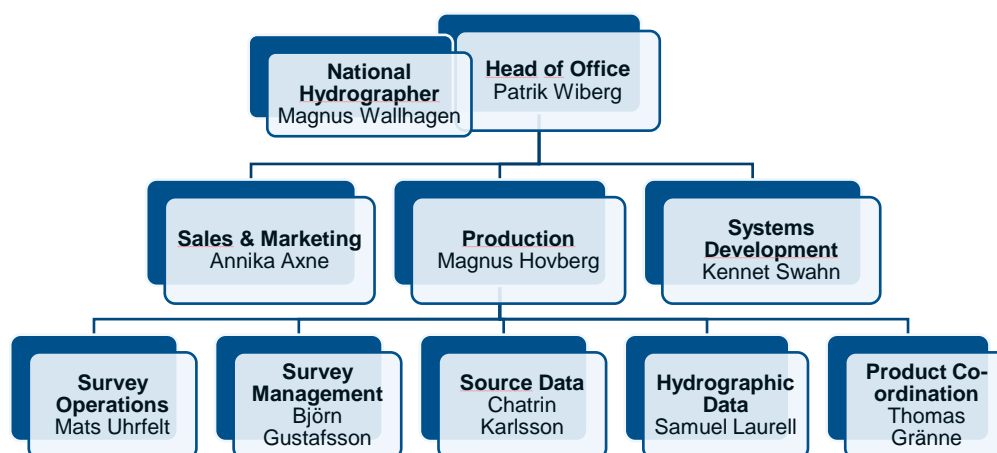 National
Hydrographer
Magnus Wallhagen
Head of Office
Patrik Wiberg
Sales & Marketing
Annika Axne
Production
Magnus Hovberg
Systems
Development
Kennet Swahn
Survey
Operations
Mats Uhrfelt
Survey
Management
Björn
Gustafsson
Source Data
Chatrin
Karlsson
Hydrographic
Data
Samuel Laurell
Product Co-
ordination
Thomas
Gränne